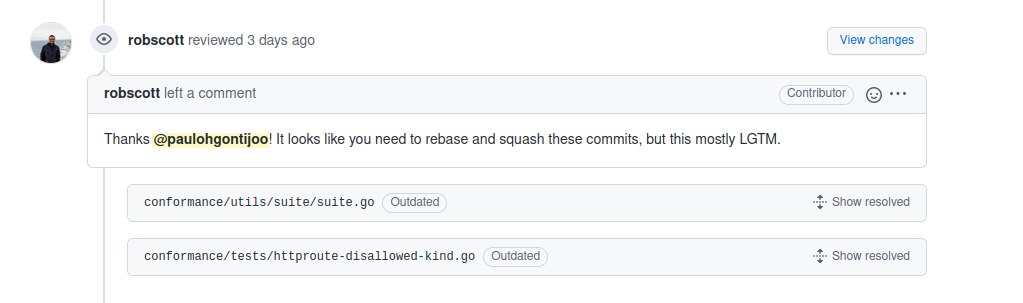 robscott reviewed 3 days ago View changes
robscott left a comment Contributor
Thanks @paulohgontijoo! It looks like you need to rebase and squash these commits, but this mostly LGTM.
conformance/utils/suite/suite.go Outdated Show resolved
conformance/tests/httproute-disallowed-kind.go Outdated Show resolved